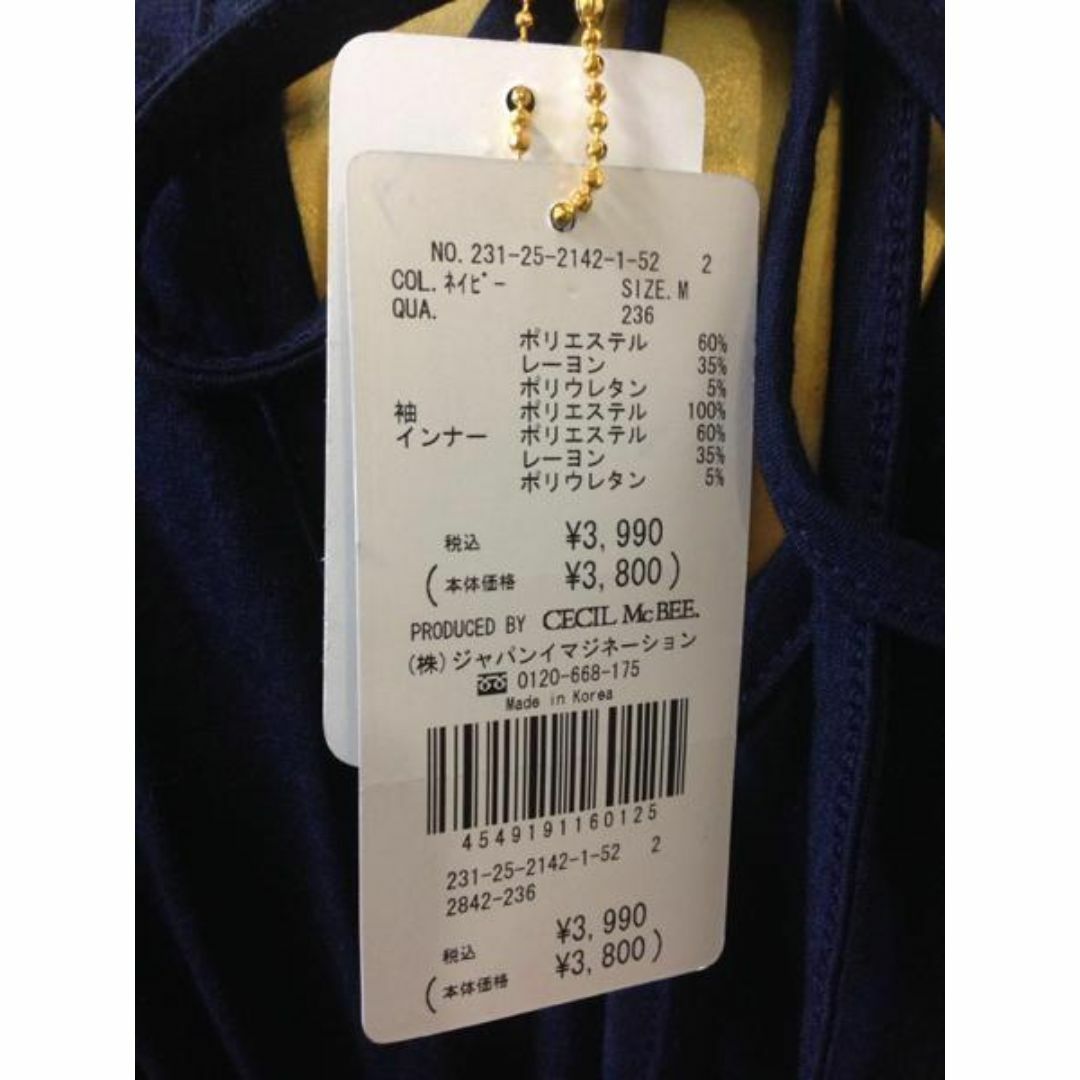 NO. 231-25-2142-1-52 2
COL. ﾈｲﾋﾞｰ SIZE. M
QUA. 236
ポリエステル 60%
レーヨン 35%
ポリウレタン 5%
袖 ポリエステル 100%
インナー ポリエステル 60%
レーヨン 35%
ポリウレタン 5%
税込 ¥3,990
(本体価格 ¥3,800)
PRODUCED BY CECIL McBEE.
(株)ジャパンイマジネーション
0120-668-175
Made in Korea
4549191160125
231-25-2142-1-52 2
2842-236
税込 ¥3,990
(本体価格 ¥3,800)